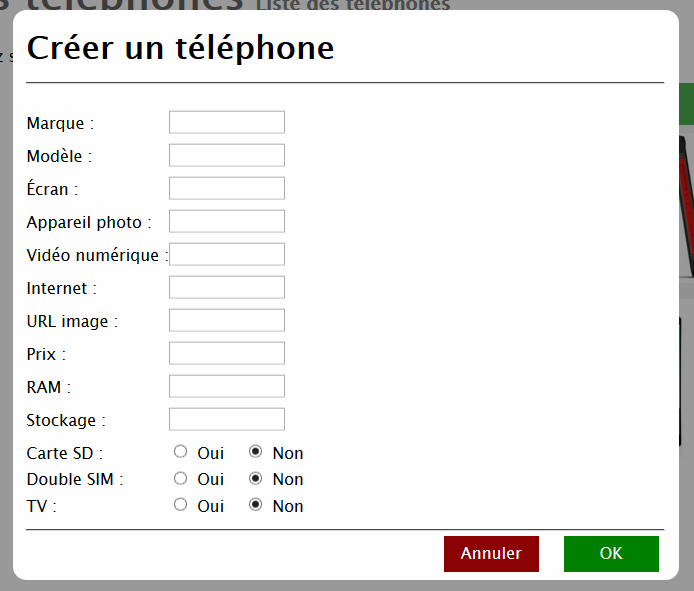 s téléphones Liste des téléphones
Créer un téléphone
Marque :
Modèle :
Écran :
Appareil photo :
Vidéo numérique :
Internet :
URL image :
Prix :
RAM :
Stockage :
Carte SD : Oui Non
Double SIM : Oui Non
TV : Oui Non
Annuler OK